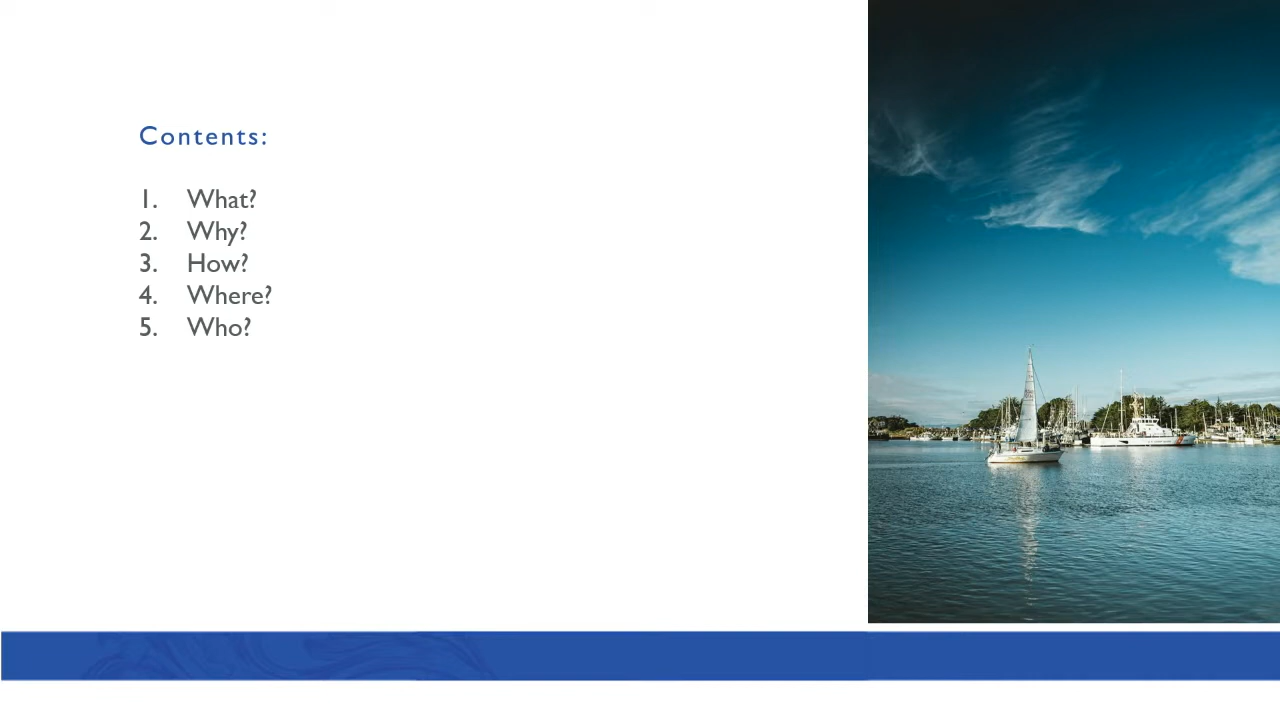 Contents:
1. What?
2. Why?
3. How?
4. Where?
5. Who?